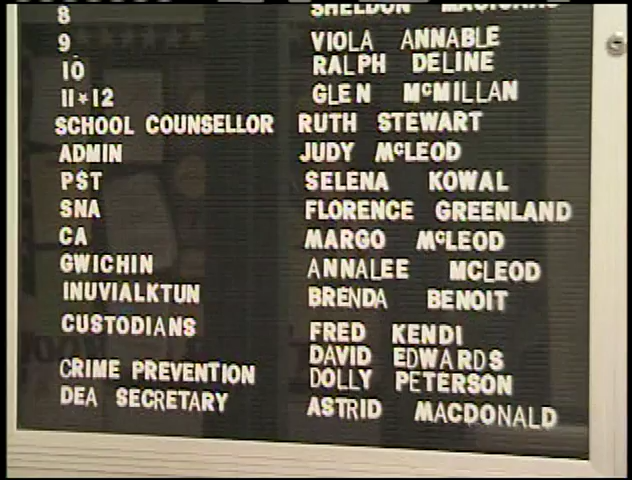 8 SHELDON
9 VIOLA ANNABLE
10 RALPH DELINE
11*12 GLEN McMILLAN
SCHOOL COUNSELLOR RUTH STEWART
ADMIN JUDY McLEOD
PST SELENA KOWAL
SNA FLORENCE GREENLAND
CA MARGO McLEOD
GWICHIN ANNALEE MCLEOD
INUVIALKTUN BRENDA BENOIT
CUSTODIANS FRED KENDI
DAVID EDWARDS
CRIME PREVENTION DOLLY PETERSON
DEA SECRETARY ASTRID MACDONALD